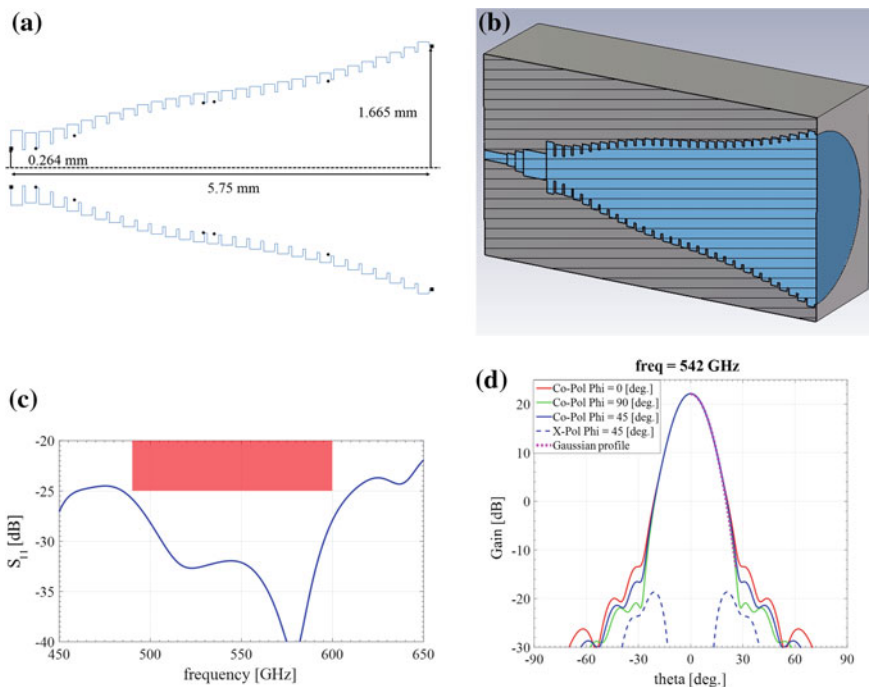 (a)
1.665 mm
0.264 mm
5.75 mm
(b)
(c)
-20
-25
-30
-35
-40
S11 [dB]
450 500 550 600 650
frequency [GHz]
(d)
freq = 542 GHz
Co-Pol Phi = 0 [deg.]
Co-Pol Phi = 90 [deg.]
Co-Pol Phi = 45 [deg.]
X-Pol Phi = 45 [deg.]
Gaussian profile
20
10
0
-10
-20
-30
Gain [dB]
-90 -60 -30 0 30 60 90
theta [deg.]